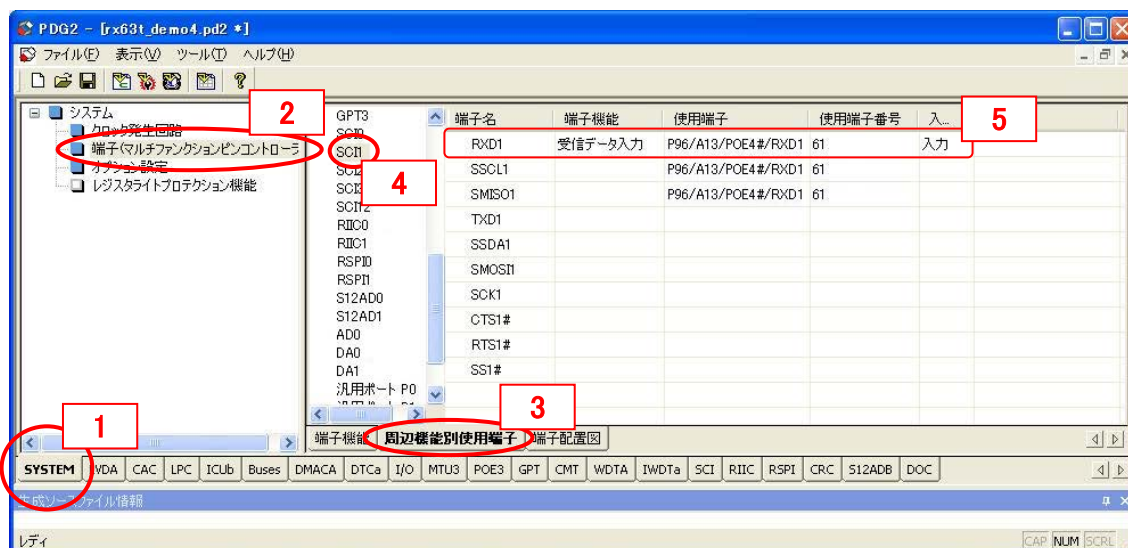 PDG2 - [rx63t_demo4.pd2 *]
ファイル(F) 表示(V) ツール(T) ヘルプ(H)
システム
クロック発生回路
端子(マルチファンクションピンコントローラ
オプション設定
レジスタライトプロテクション機能
2
GPT3
SCI0
SCI1
SCI2
SCI3
SCI12
RIIC0
RIIC1
RSPI0
RSPI1
S12AD0
S12AD1
AD0
DA0
DA1
汎用ポート P0
4
端子名 端子機能 使用端子 使用端子番号 入...
5
RXD1 受信データ入力 P96/A13/POE4#/RXD1 61 入力
SSCL1 P96/A13/POE4#/RXD1 61
SMISO1 P96/A13/POE4#/RXD1 61
TXD1
SSDA1
SMOSI1
SCK1
CTS1#
RTS1#
SS1#
1
3
端子機能 周辺機能別使用端子 端子配置図
SYSTEM CAC LPC ICUb Buses DMACA DTCa I/O MTU3 POE3 GPT CMT WDTA IWDTa SCI RIIC RSPI CRC S12ADB DOC
生成ソースファイル情報
レディ CAP NUM SCRL